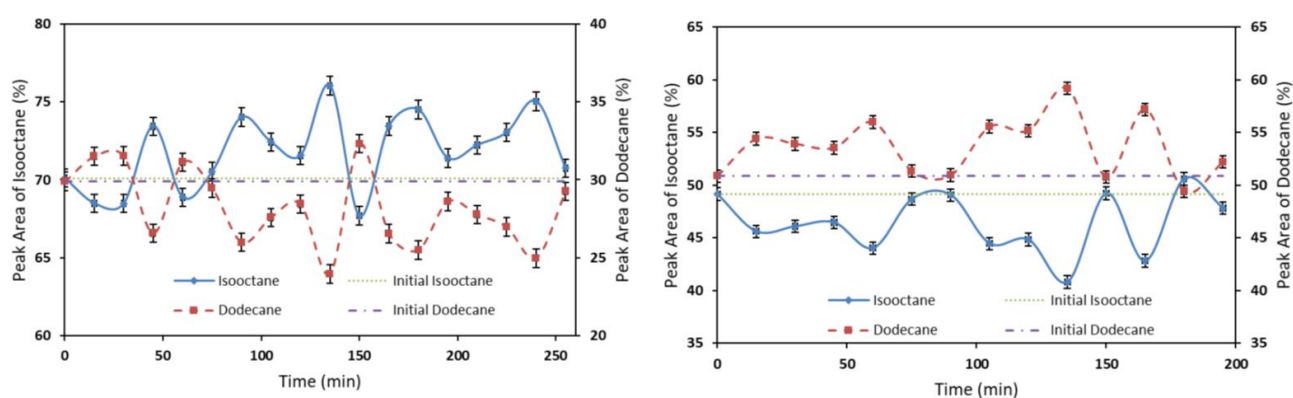 80
75
70
65
60
40
35
30
25
20
0
50
100
150
200
250
Peak Area of Isooctane (%)
Peak Area of Dodecane (%)
Time (min)
Isooctane
Initial Isooctane
Dodecane
Initial Dodecane
65
60
55
50
45
40
35
65
60
55
50
45
40
35
0
50
100
150
200
Peak Area of Isooctane (%)
Peak Area of Dodecane (%)
Time (min)
Isooctane
Initial Isooctane
Dodecane
Initial Dodecane